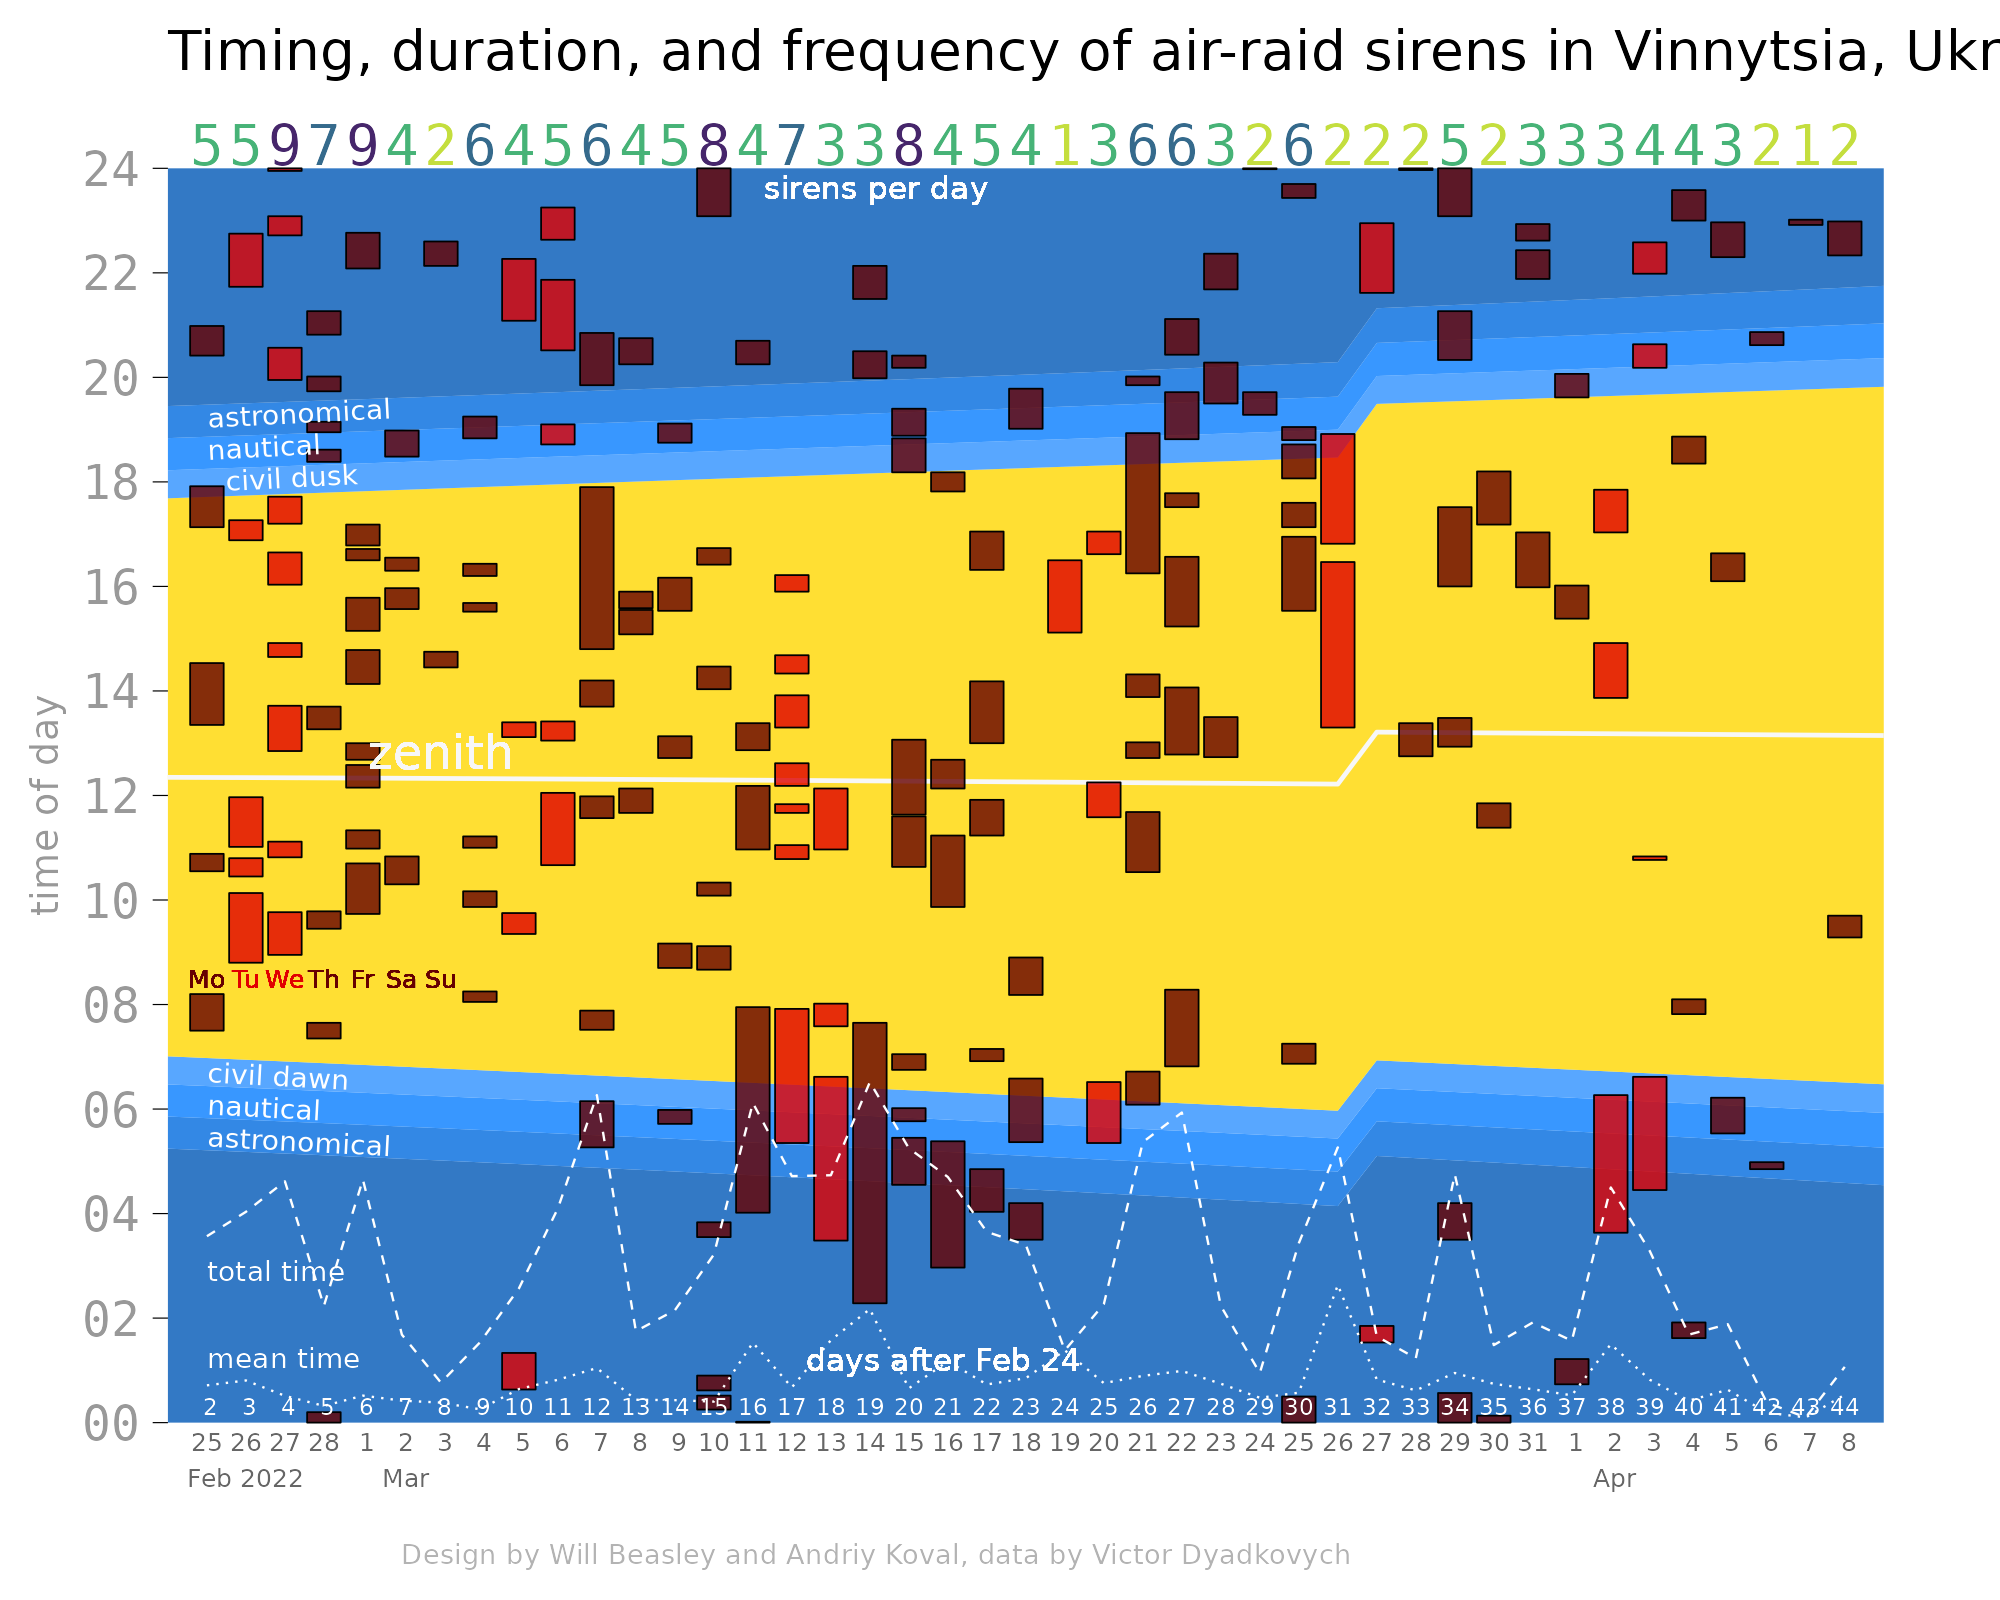 Timing, duration, and frequency of air-raid sirens in Vinnytsia, Ukr
5 5 9 7 9 4 2 6 4 5 6 4 5 8 4 7 3 3 8 4 5 4 1 3 6 6 3 2 6 2 2 2 5 2 3 3 3 4 4 3 2 1 2
24
sirens per day
22
20
astronomical
nautical
18
civil dusk
16
14
time of day
zenith
12
10
Mo Tu We Th Fr Sa Su
08
civil dawn
06
nautical
astronomical
04
total time
02
mean time
days after Feb 24
2 3 4 5 6 7 8 9 10 11 12 13 14 15 16 17 18 19 20 21 22 23 24 25 26 27 28 29 30 31 32 33 34 35 36 37 38 39 40 41 42 43 44
00
25 26 27 28 1 2 3 4 5 6 7 8 9 10 11 12 13 14 15 16 17 18 19 20 21 22 23 24 25 26 27 28 29 30 31 1 2 3 4 5 6 7 8
Feb 2022 Mar Apr
Design by Will Beasley and Andriy Koval, data by Victor Dyadkovych